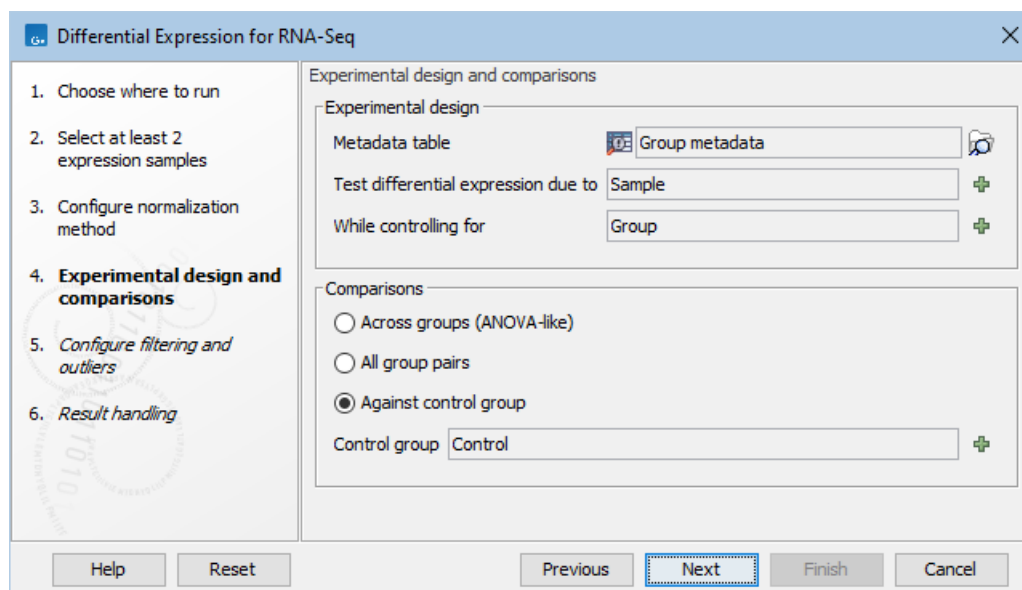 Differential Expression for RNA-Seq
1. Choose where to run
2. Select at least 2
expression samples
3. Configure normalization
method
4. Experimental design and
comparisons
5. Configure filtering and
outliers
6. Result handling
Experimental design and comparisons
Experimental design
Metadata table Group metadata
Test differential expression due to Sample
While controlling for Group
Comparisons
Across groups (ANOVA-like)
All group pairs
Against control group
Control group Control
Help Reset Previous Next Finish Cancel